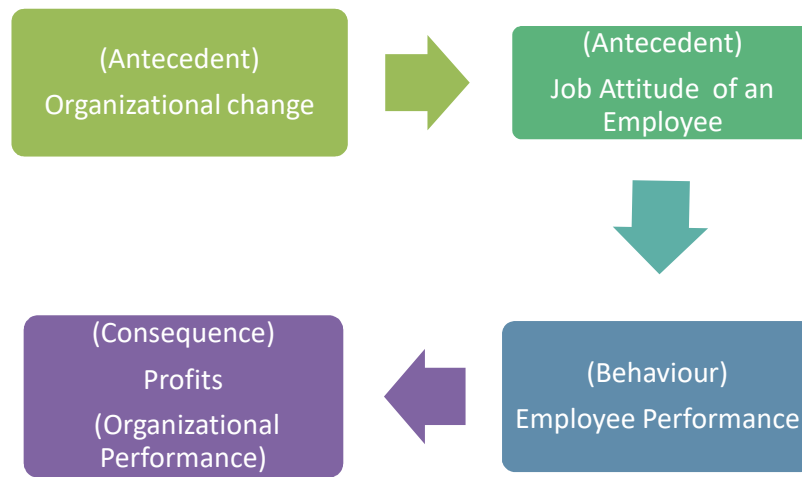 (Antecedent)
Organizational change
(Antecedent)
Job Attitude of an
Employee
(Behaviour)
Employee Performance
(Consequence)
Profits
(Organizational
Performance)